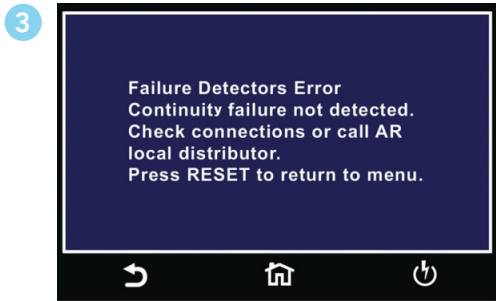 3
Failure Detectors Error
Continuity failure not detected.
Check connections or call AR
local distributor.
Press RESET to return to menu.